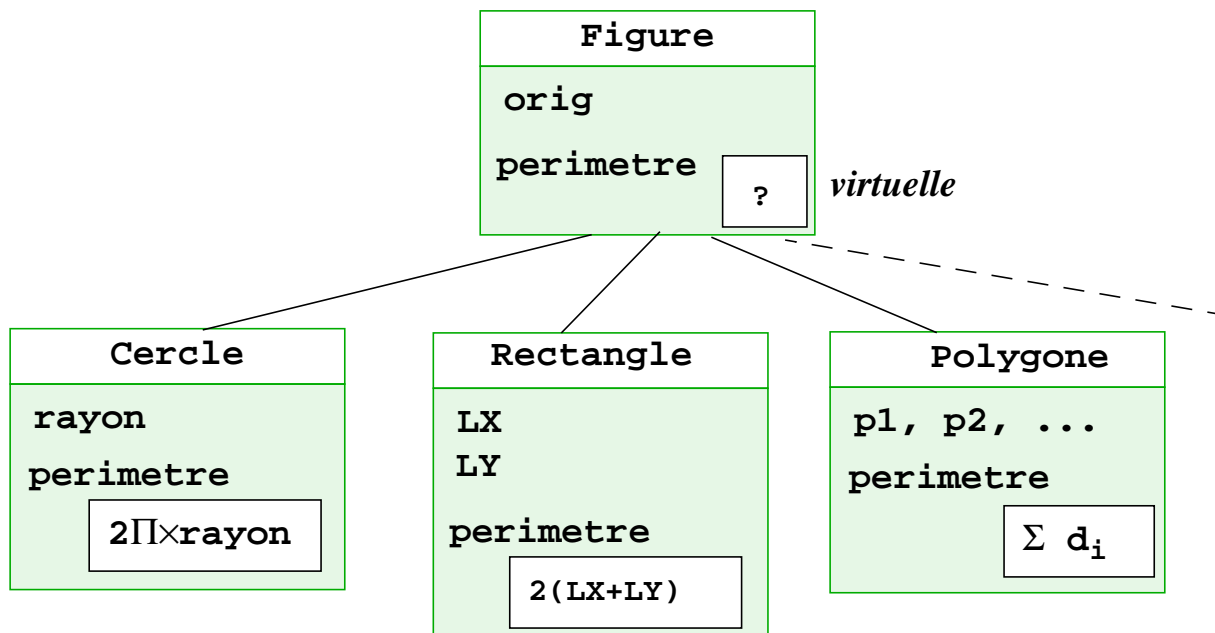 Figure
orig
perimetre
?
virtuelle
Cercle
rayon
perimetre
2Π×rayon
Rectangle
LX
LY
perimetre
2(LX+LY)
Polygone
p1, p2, ...
perimetre
Σ di